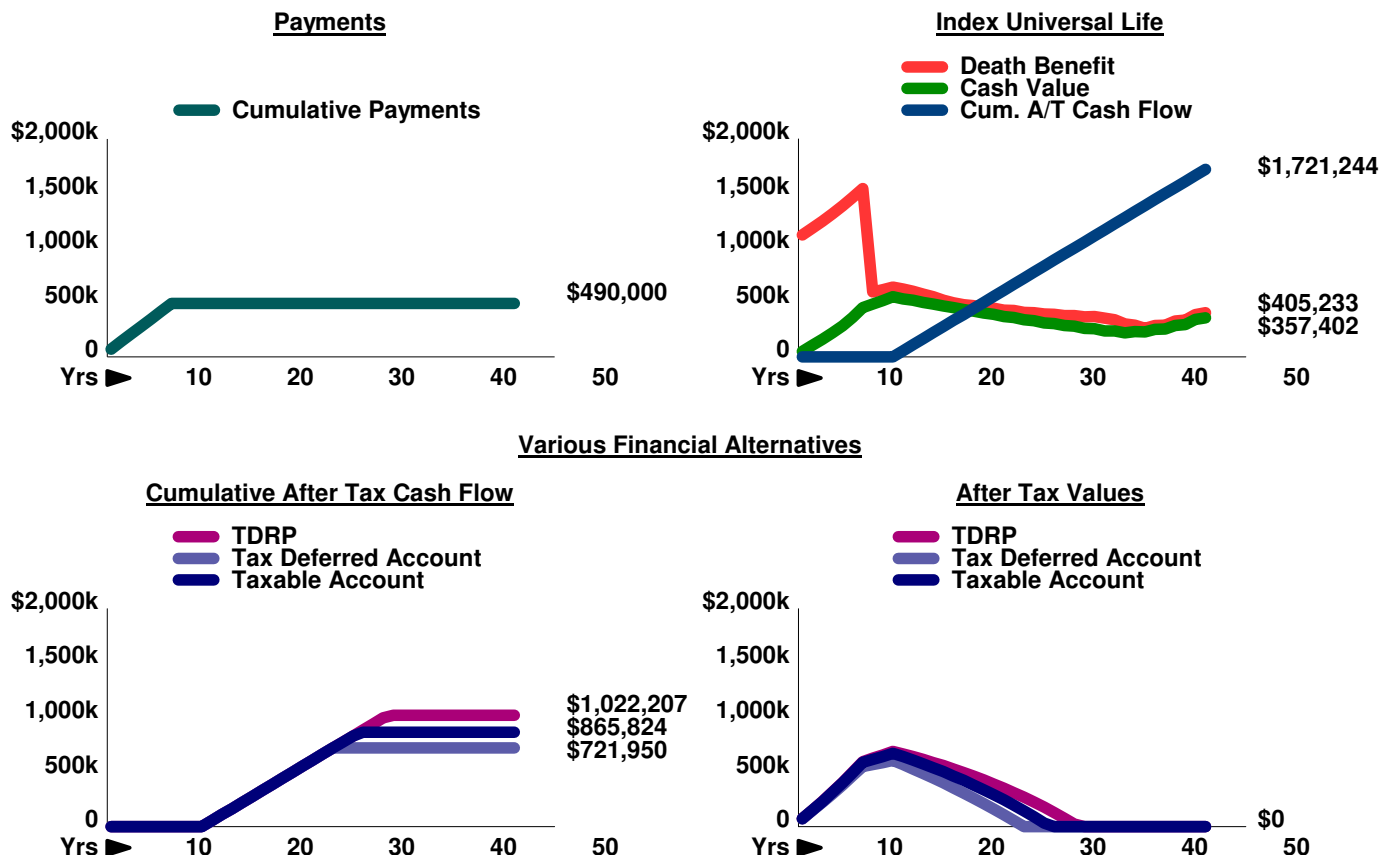 Payments
Cumulative Payments
$2,000k
1,500k
1,000k
500k
0
$490,000
Yrs 10 20 30 40 50
Index Universal Life
Death Benefit
Cash Value
Cum. A/T Cash Flow
$2,000k
1,500k
1,000k
500k
0
$1,721,244
$405,233
$357,402
Yrs 10 20 30 40 50
Various Financial Alternatives
Cumulative After Tax Cash Flow
TDRP
Tax Deferred Account
Taxable Account
$2,000k
1,500k
1,000k
500k
0
$1,022,207
$865,824
$721,950
Yrs 10 20 30 40 50
After Tax Values
TDRP
Tax Deferred Account
Taxable Account
$2,000k
1,500k
1,000k
500k
0
$0
Yrs 10 20 30 40 50